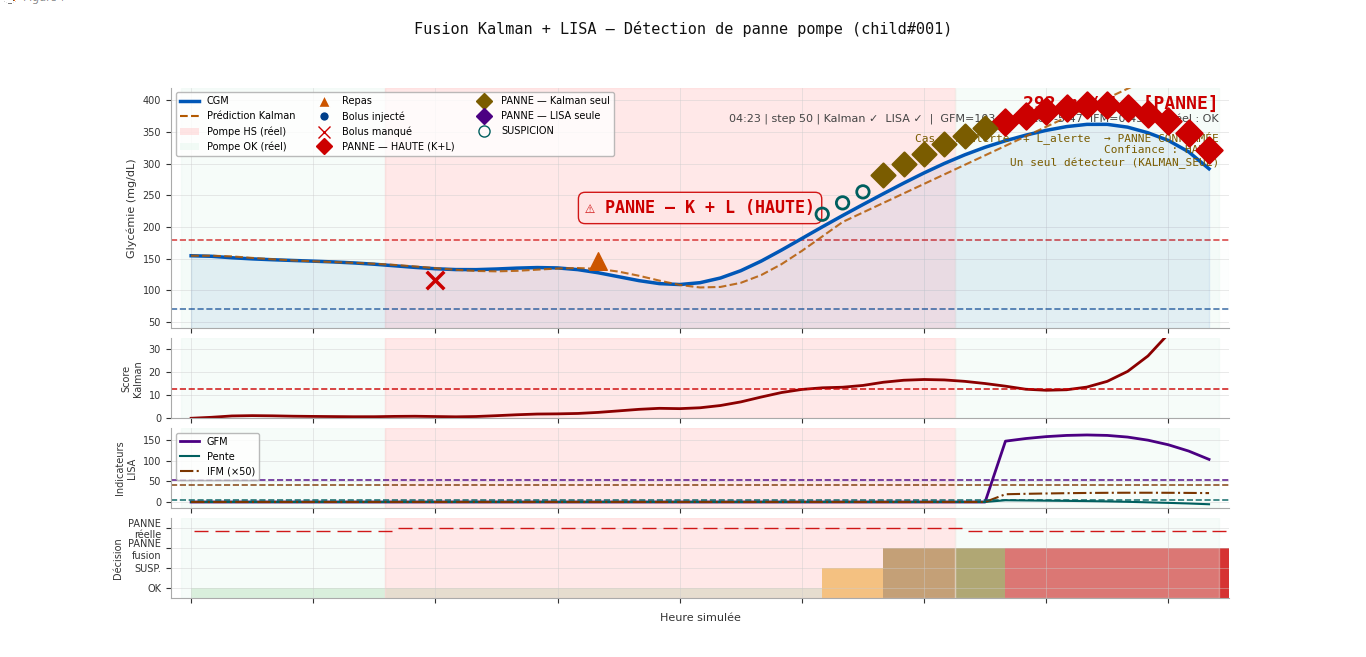 Fusion Kalman + LISA — Détection de panne pompe (child#001)
[PANNE]
04:23 | step 50 | Kalman ✓ LISA ✓ | GFM=103 : OK
CGM
Prédiction Kalman
Pompe HS (réel)
Pompe OK (réel)
Repas
Bolus injecté
Bolus manqué
PANNE — HAUTE (K+L)
PANNE — Kalman seul
PANNE — LISA seule
SUSPICION
L_alerte → PANNE
Confiance :
Un seul détecteur
⚠ PANNE — K + L (HAUTE)
Glycémie (mg/dL)
400
350
300
250
200
150
100
50
Score
Kalman
30
20
10
0
Indicateurs
LISA
150
100
50
0
GFM
Pente
IFM (×50)
Décision
PANNE
réelle
PANNE
fusion
SUSP.
OK
Heure simulée